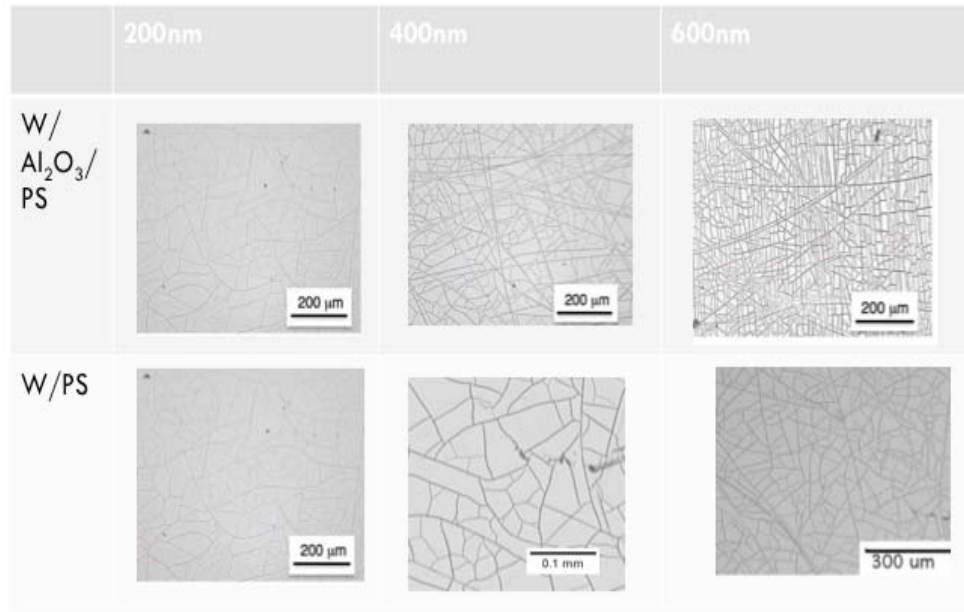 200nm 400nm 600nm
W/
Al₂O₃/
PS
200 μm 200 μm 200 μm
W/PS
200 μm 0.1 mm 300 um